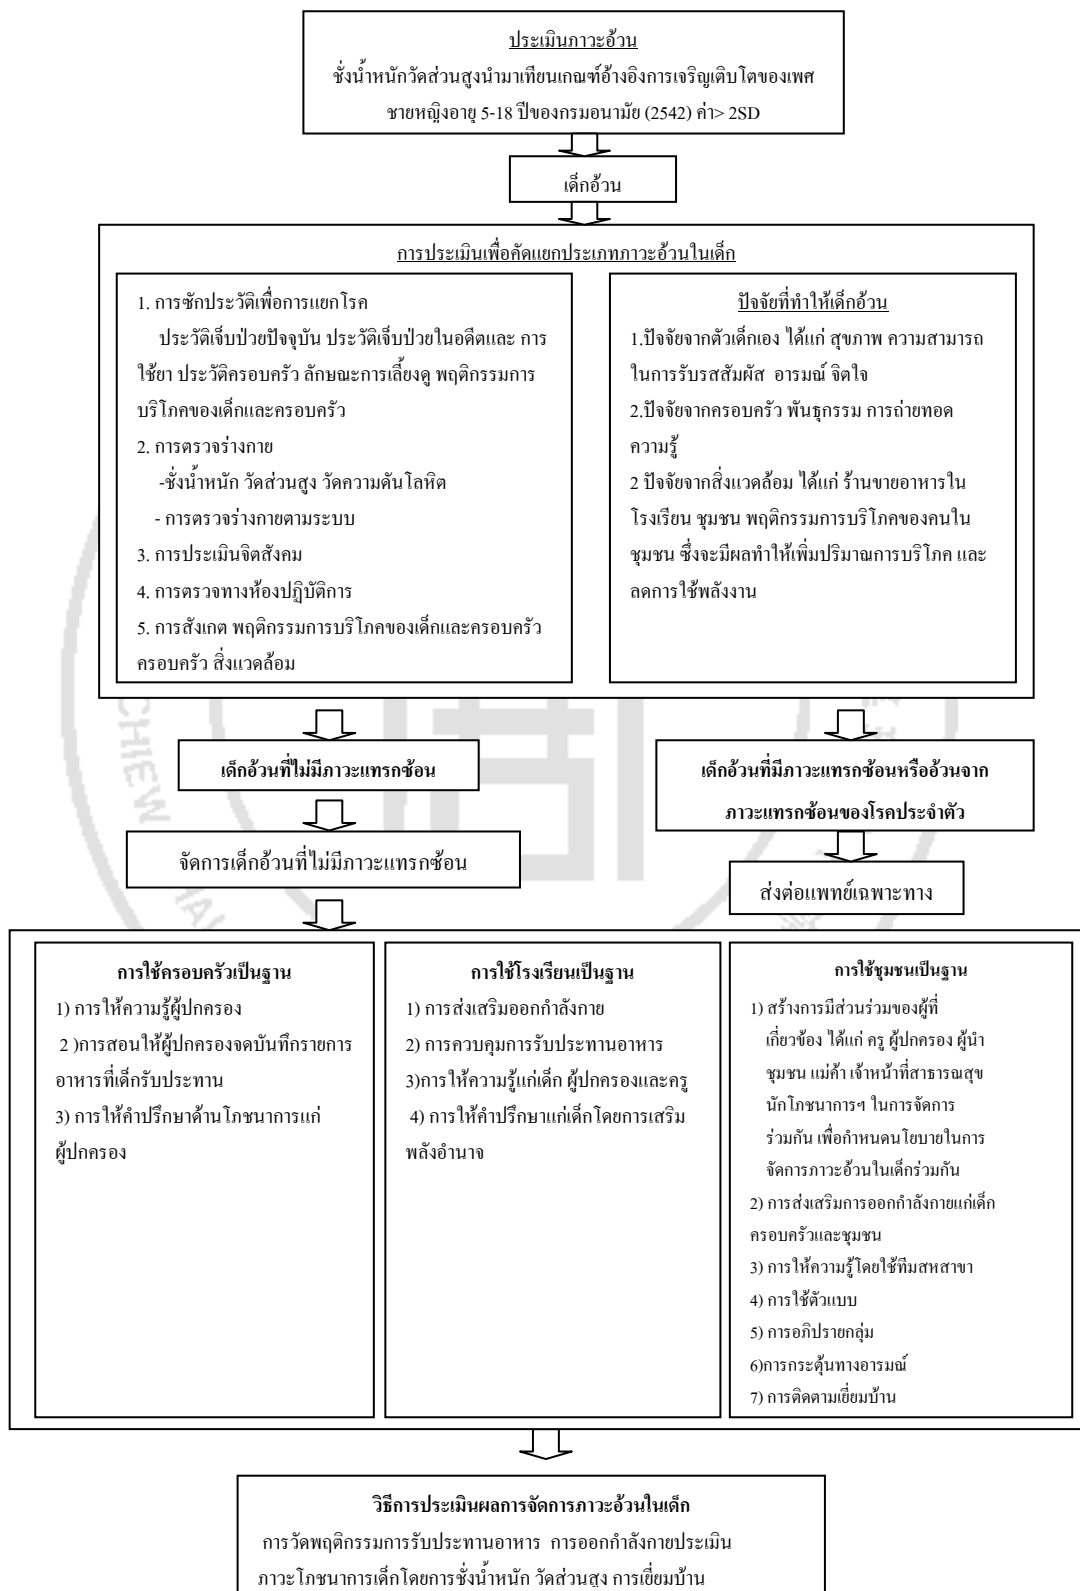 ประเมินภาวะอ้วน
ชั่งน้ำหนักวัดส่วนสูงนำมาเทียนเกณฑ์อ้างอิงการเจริญเติบโตของเพศ
ชายหญิงอายุ 5-18 ปีของกรมอนามัย (2542) ค่า> 2SD
เด็กอ้วน
การประเมินเพื่อคัดแยกประเภทภาวะอ้วนในเด็ก
1. การซักประวัติเพื่อการแยกโรค
ประวัติเจ็บป่วยปัจจุบัน ประวัติเจ็บป่วยในอดีตและ การ
ใช้ยา ประวัติครอบครัว ลักษณะการเลี้ยงดู พฤติกรรมการ
บริโภคของเด็กและครอบครัว
2. การตรวจร่างกาย
-ชั่งน้ำหนัก วัดส่วนสูง วัดความดันโลหิต
- การตรวจร่างกายตามระบบ
3. การประเมินจิตสังคม
4. การตรวจทางห้องปฏิบัติการ
5. การสังเกต พฤติกรรมการบริโภคของเด็กและครอบครัว
ครอบครัว สิ่งแวดล้อม
ปัจจัยที่ทำให้เด็กอ้วน
1.ปัจจัยจากตัวเด็กเอง ได้แก่ สุขภาพ ความสามารถ
ในการรับรสสัมผัส อารมณ์ จิตใจ
2.ปัจจัยจากครอบครัว พันธุกรรม การถ่ายทอด
ความรู้
2 ปัจจัยจากสิ่งแวดล้อม ได้แก่ ร้านขายอาหารใน
โรงเรียน ชุมชน พฤติกรรมการบริโภคของคนใน
ชุมชน ซึ่งจะมีผลทำให้เพิ่มปริมาณการบริโภค และ
ลดการใช้พลังงาน
เด็กอ้วนที่ไม่มีภาวะแทรกซ้อน
เด็กอ้วนที่มีภาวะแทรกซ้อนหรืออ้วนจาก
ภาวะแทรกซ้อนของโรคประจำตัว
จัดการเด็กอ้วนที่ไม่มีภาวะแทรกซ้อน
ส่งต่อแพทย์เฉพาะทาง
การใช้ครอบครัวเป็นฐาน
1) การให้ความรู้ผู้ปกครอง
2 )การสอนให้ผู้ปกครองจดบันทึกรายการ
อาหารที่เด็กรับประทาน
3) การให้คำปรึกษาด้านโภชนาการแก่
ผู้ปกครอง
การใช้โรงเรียนเป็นฐาน
1) การส่งเสริมออกกำลังกาย
2) การควบคุมการรับประทานอาหาร
3)การให้ความรู้แก่เด็ก ผู้ปกครองและครู
4) การให้คำปรึกษาแก่เด็กโดยการเสริม
พลังอำนาจ
การใช้ชุมชนเป็นฐาน
1) สร้างการมีส่วนร่วมของผู้ที่
เกี่ยวข้อง ได้แก่ ครู ผู้ปกครอง ผู้นำ
ชุมชน แม่ค้า เจ้าหน้าที่สาธารณสุข
นักโภชนาการฯ ในการจัดการ
ร่วมกัน เพื่อกำหนดนโยบายในการ
จัดการภาวะอ้วนในเด็กร่วมกัน
2) การส่งเสริมการออกกำลังกายแก่เด็ก
ครอบครัวและชุมชน
3) การให้ความรู้โดยใช้ทีมสหสาขา
4) การใช้ตัวแบบ
5) การอภิปรายกลุ่ม
6)การกระตุ้นทางอารมณ์
7) การติดตามเยี่ยมบ้าน
วิธีการประเมินผลการจัดการภาวะอ้วนในเด็ก
การวัดพฤติกรรมการรับประทานอาหาร การออกกำลังกายประเมิน
ภาวะโภชนาการเด็กโดยการชั่งน้ำหนัก วัดส่วนสูง การเยี่ยมบ้าน
CHIEW